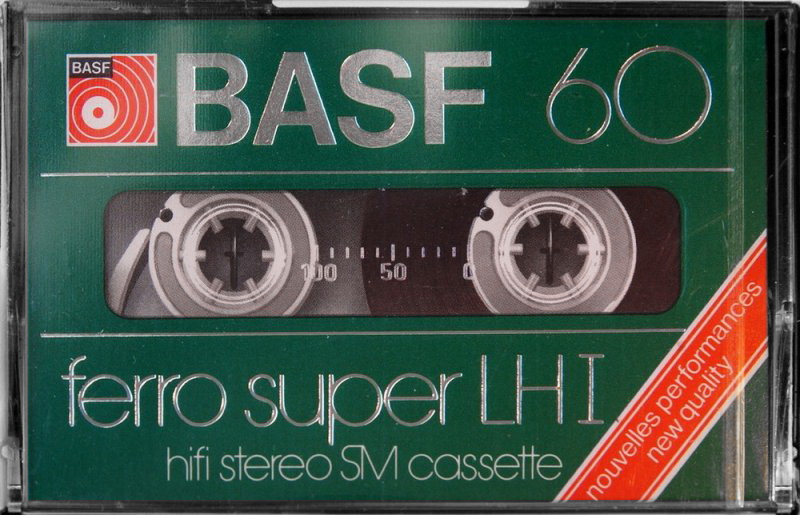 BASF
BASF 60
100 50 0
ferro super LH I
hifi stereo SM cassette
nouvelles performances
new quality